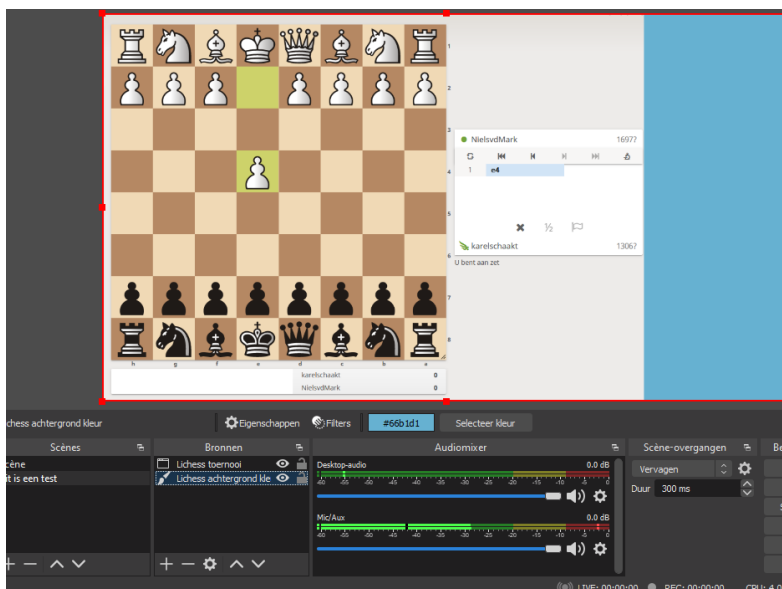 1
2
3
NielsvdMark 1697?
1 e4
4
5
½
karelschaakt 1306?
6
U bent aan zet
7
8
h g f e d c b a
karelschaakt 0
NielsvdMark 0
chess achtergrond kleur Eigenschappen Filters #66b1d1 Selecteer kleur
Scènes Bronnen Audiomixer Scène-overgangen Be
cène Lichess toernooi Desktop-audio 0.0 dB Vervagen
it is een test Lichess achtergrond kle -60 -55 -50 -45 -40 -35 -30 -25 -20 -15 -10 -5 0
Duur 300 ms
Mic/Aux 0.0 dB
-60 -55 -50 -45 -40 -35 -30 -25 -20 -15 -10 -5 0
LIVE: 00:00:00 REC: 00:00:00 CPU: 4.0